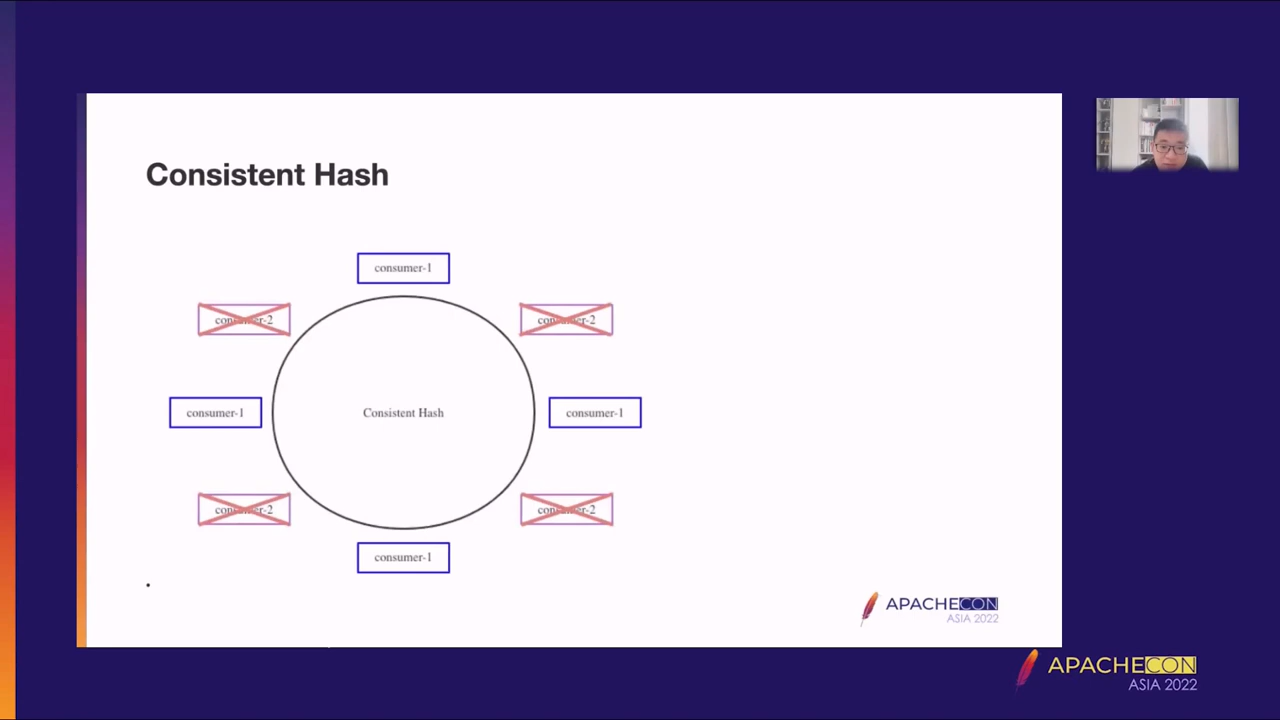 Consistent Hash
consumer-1
consumer-2
consumer-2
consumer-1
Consistent Hash
consumer-1
consumer-2
consumer-2
consumer-1
APACHECON
ASIA 2022
APACHECON
ASIA 2022